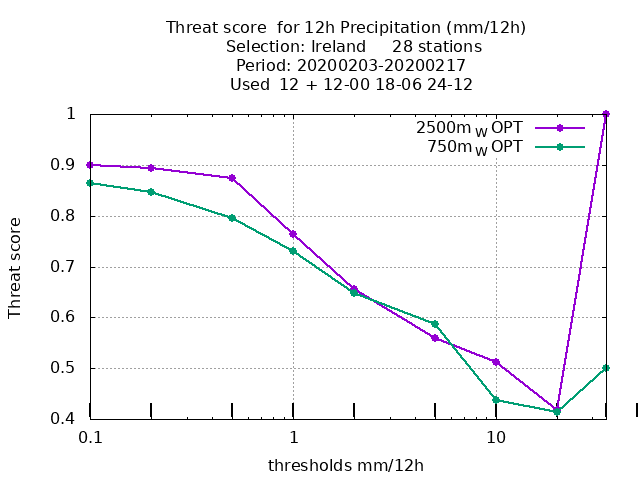 Threat score  for 12h Precipitation (mm/12h)
Selection: Ireland     28 stations
Period: 20200203-20200217
Used  12 + 12-00 18-06 24-12
2500m W OPT
750m W OPT
1
0.9
0.8
0.7
0.6
0.5
0.4
Threat score
0.1 1 10
thresholds mm/12h